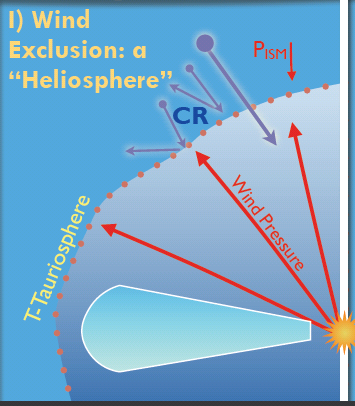 I) Wind
Exclusion: a
“Heliosphere”
PISM
CR
Wind Pressure
T-Tauriosphere